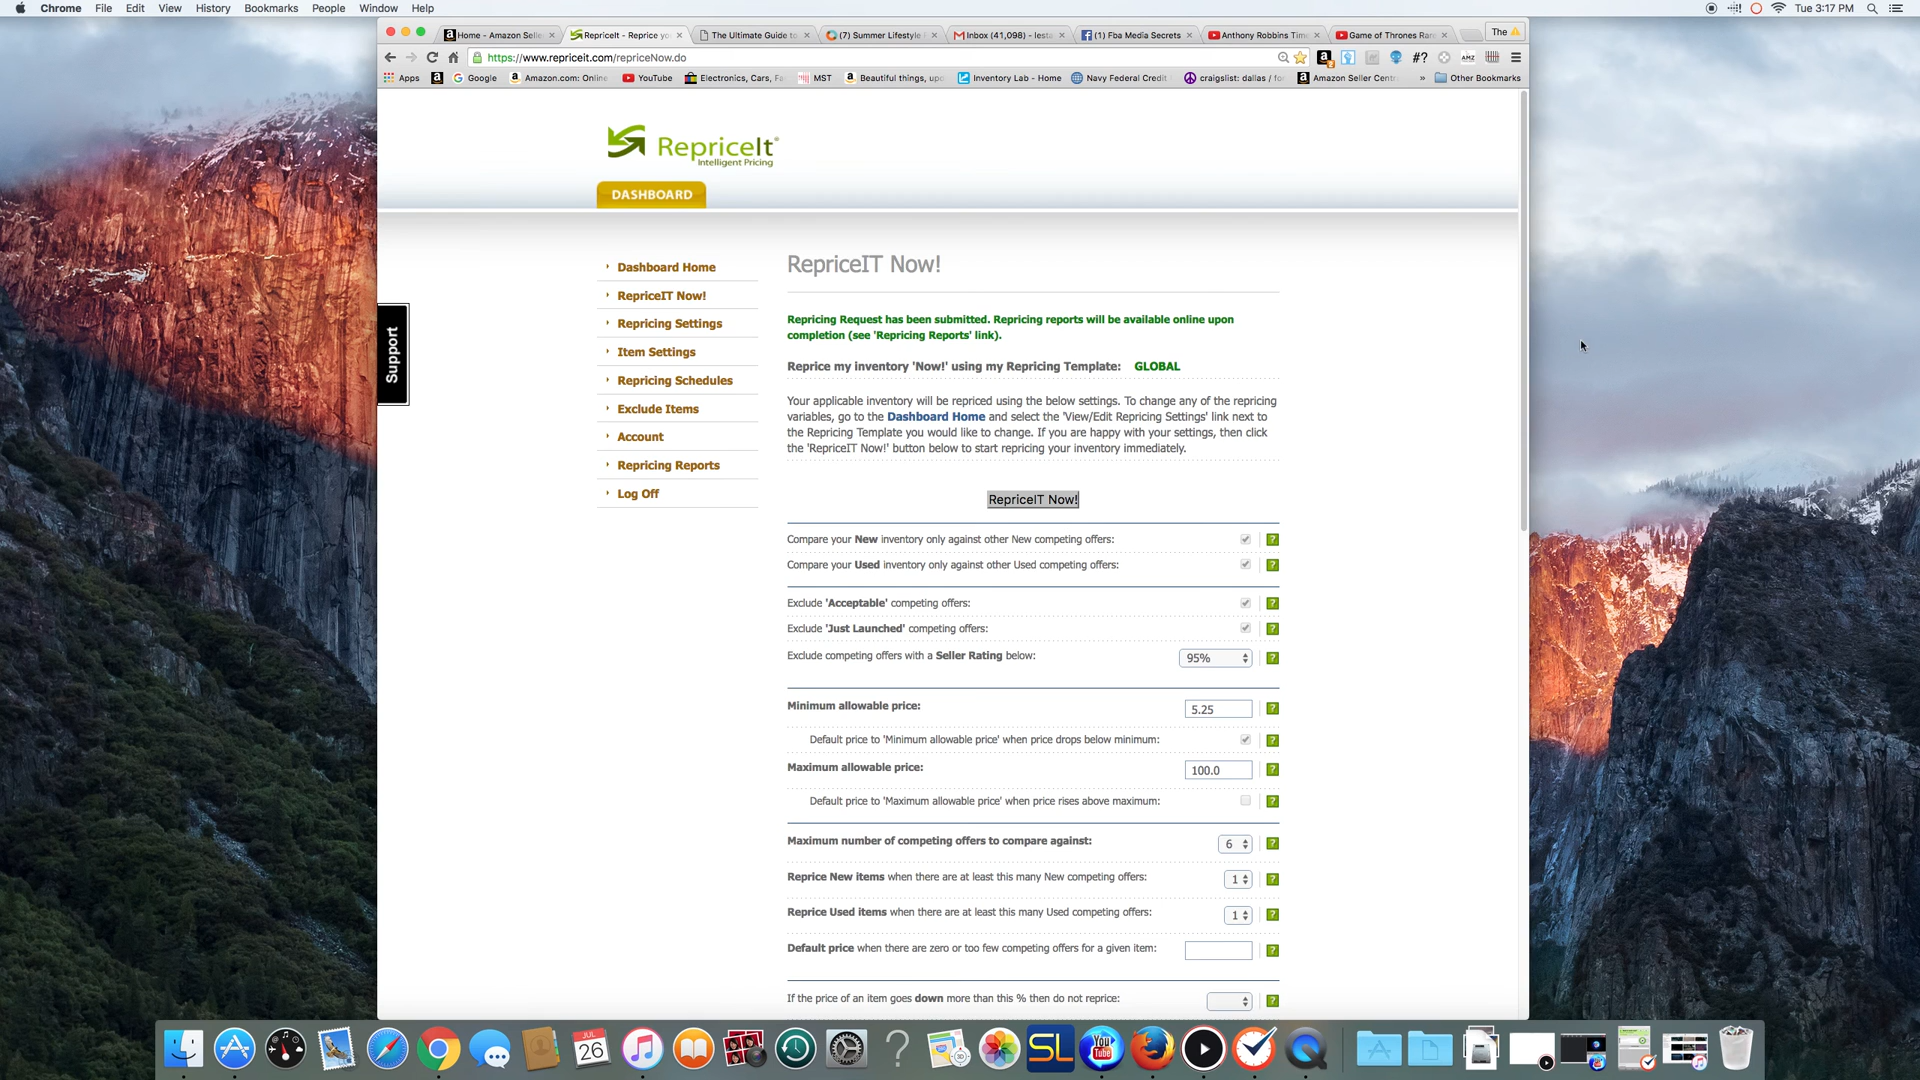 Chrome File Edit View History Bookmarks People Window Help
Tue 3:17 PM
Home - Amazon Selle
RepriceIt - Reprice yo
The Ultimate Guide to
(7) Summer Lifestyle
Inbox (41,098) - lesta
(1) Fba Media Secrets
Anthony Robbins Tim
Game of Thrones Ra
The
https://www.repriceit.com/repriceNow.do
#?
AMZ
Apps
Google
Amazon.com: Online
YouTube
Electronics, Cars, F
MST
Beautiful things, up
Inventory Lab - Home
Navy Federal Credit
craigslist: dallas / fo
Amazon Seller Centr
»
Other Bookmarks
RepriceIt®
Intelligent Pricing
DASHBOARD
Support
Dashboard Home
RepriceIT Now!
Repricing Settings
Item Settings
Repricing Schedules
Exclude Items
Account
Repricing Reports
Log Off
RepriceIT Now!
Repricing Request has been submitted. Repricing reports will be available online upon
completion (see 'Repricing Reports' link).
Reprice my inventory 'Now!' using my Repricing Template: GLOBAL
Your applicable inventory will be repriced using the below settings. To change any of the repricing
variables, go to the Dashboard Home and select the 'View/Edit Repricing Settings' link next to
the Repricing Template you would like to change. If you are happy with your settings, then click
the 'RepriceIT Now!' button below to start repricing your inventory immediately.
RepriceIT Now!
Compare your New inventory only against other New competing offers: ?
Compare your Used inventory only against other Used competing offers: ?
Exclude 'Acceptable' competing offers: ?
Exclude 'Just Launched' competing offers: ?
Exclude competing offers with a Seller Rating below: 95% ?
Minimum allowable price: 5.25 ?
Default price to 'Minimum allowable price' when price drops below minimum: ?
Maximum allowable price: 100.0 ?
Default price to 'Maximum allowable price' when price rises above maximum: ?
Maximum number of competing offers to compare against: 6 ?
Reprice New items when there are at least this many New competing offers: 1 ?
Reprice Used items when there are at least this many Used competing offers: 1 ?
Default price when there are zero or too few competing offers for a given item: ?
If the price of an item goes down more than this % then do not reprice: ?
JUL
26
3D
?
SL
You
Tube